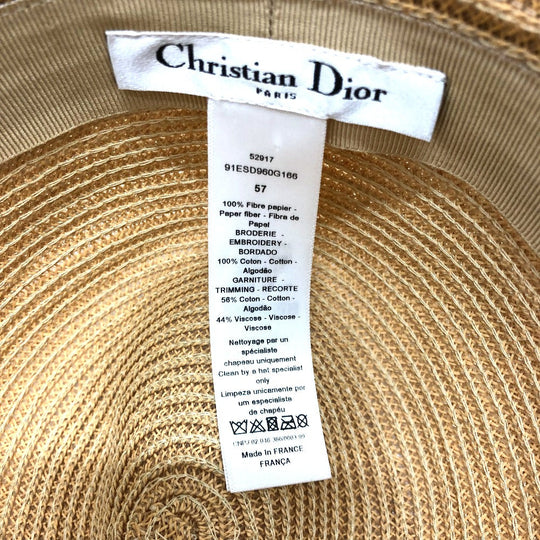 Christian Dior
PARIS
52917
91ESD960G166
57
100% Fibre papier -
Paper fiber - Fibra de
Papel
BRODERIE -
EMBROIDERY -
BORDADO
100% Coton - Cotton -
Algodão
GARNITURE -
TRIMMING - RECORTE
56% Coton - Cotton -
Algodão
44% Viscose - Viscose -
Viscose
Nettoyage par un
spécialiste
chapeau uniquement
Clean by a hat specialist
only
Limpeza unicamente por
um especialista
de chapéu
Made In FRANCE
FRANÇA